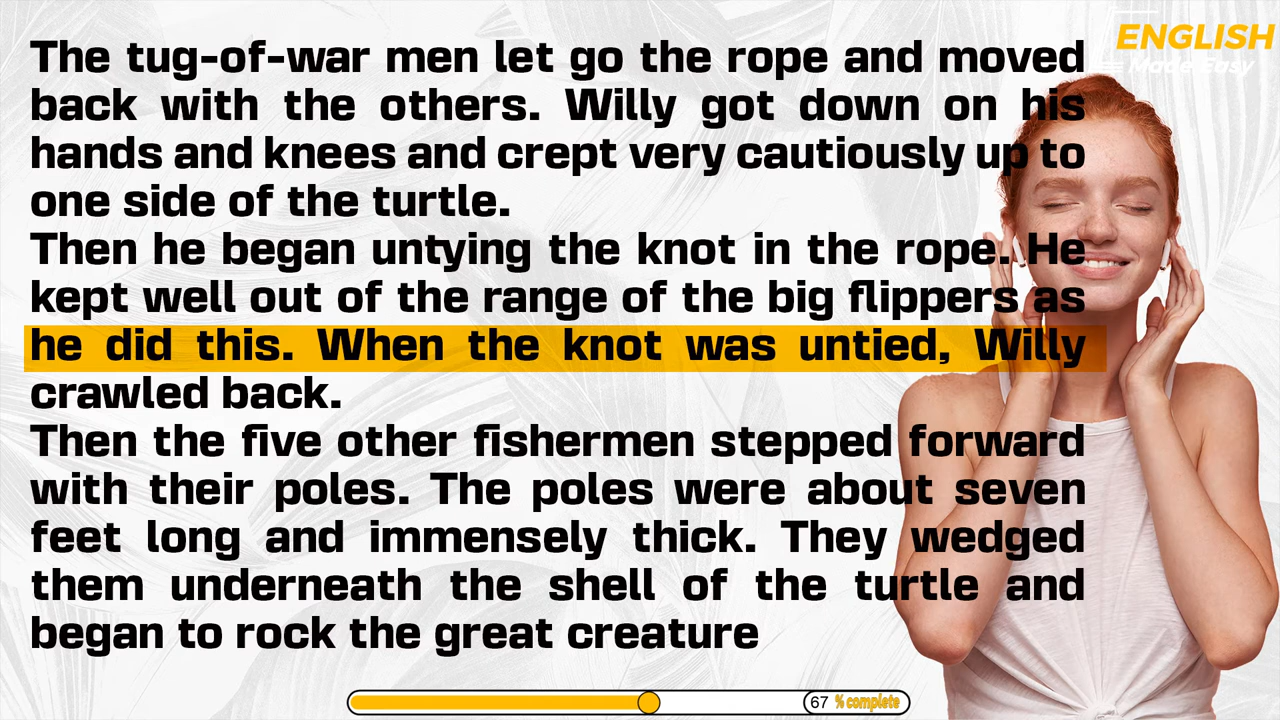 ENGLISH
Made Easy
The tug-of-war men let go the rope and moved
back with the others. Willy got down on his
hands and knees and crept very cautiously up to
one side of the turtle.
Then he began untying the knot in the rope. He
kept well out of the range of the big flippers as
he did this. When the knot was untied, Willy
crawled back.
Then the five other fishermen stepped forward
with their poles. The poles were about seven
feet long and immensely thick. They wedged
them underneath the shell of the turtle and
began to rock the great creature
67 % complete